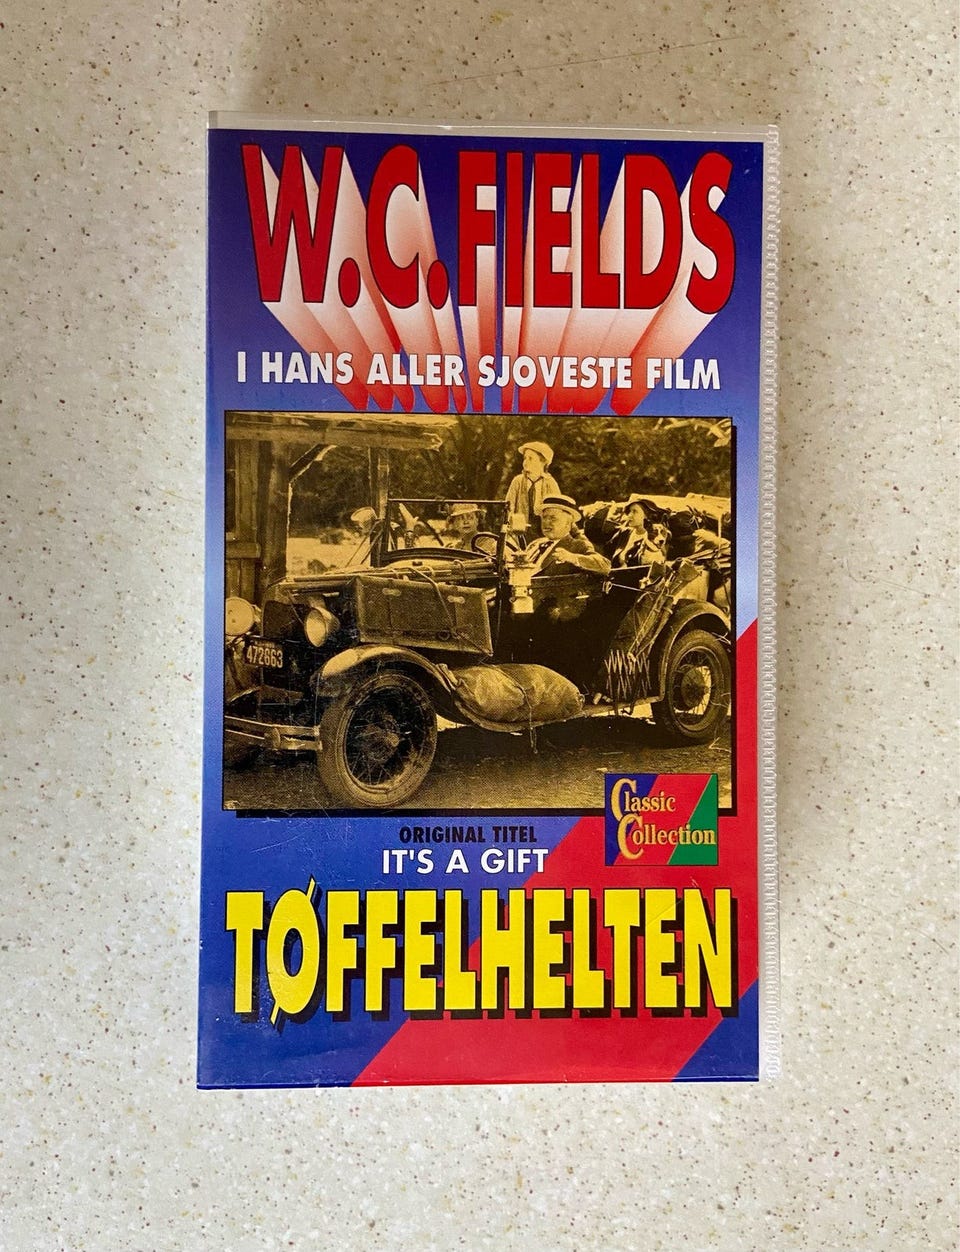 W.C. FIELDS
I HANS ALLER SJOVESTE FILM
472663
Classic
Collection
ORIGINAL TITEL
IT'S A GIFT
TØFFELHELTEN